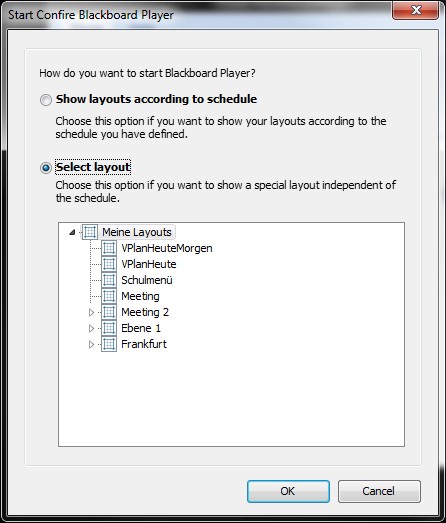 Start Confire Blackboard Player
How do you want to start Blackboard Player?
Show layouts according to schedule
Choose this option if you want to show your layouts according to the
schedule you have defined.
Select layout
Choose this option if you want to show a special layout independent of
the schedule.
Meine Layouts
VPlanHeuteMorgen
VPlanHeute
Schulmenü
Meeting
Meeting 2
Ebene 1
Frankfurt
OK
Cancel